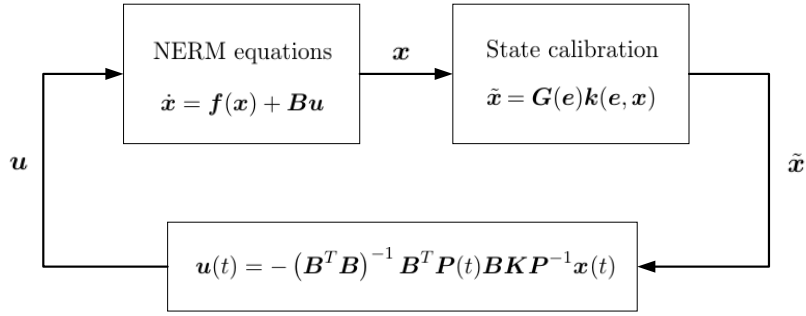 NERM equations
ẋ = f(x) + Bu
x
State calibration
x̃ = G(e)k(e, x)
u
x̃
u(t) = − (BᵀB)⁻¹ BᵀP(t)BKP⁻¹x(t)